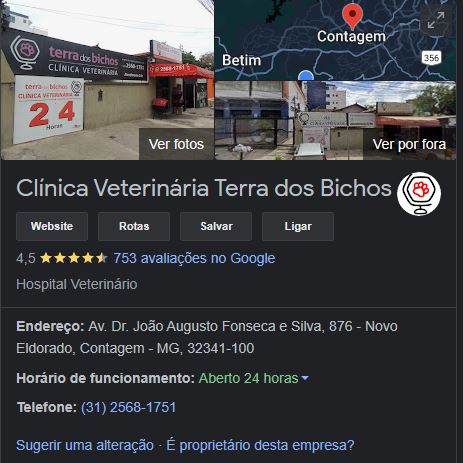 terra dos bichos
CLÍNICA VETERINÁRIA
2568-1751
terra dos bichos
CLÍNICA VETERINÁRIA
24
Horas
Ver fotos
Contagem
Betim
356
Ver por fora
Clínica Veterinária Terra dos Bichos
Website
Rotas
Salvar
Ligar
4,5
753 avaliações no Google
Hospital Veterinário
Endereço: Av. Dr. João Augusto Fonseca e Silva, 876 - Novo
Eldorado, Contagem - MG, 32341-100
Horário de funcionamento: Aberto 24 horas
Telefone: (31) 2568-1751
Sugerir uma alteração · É proprietário desta empresa?